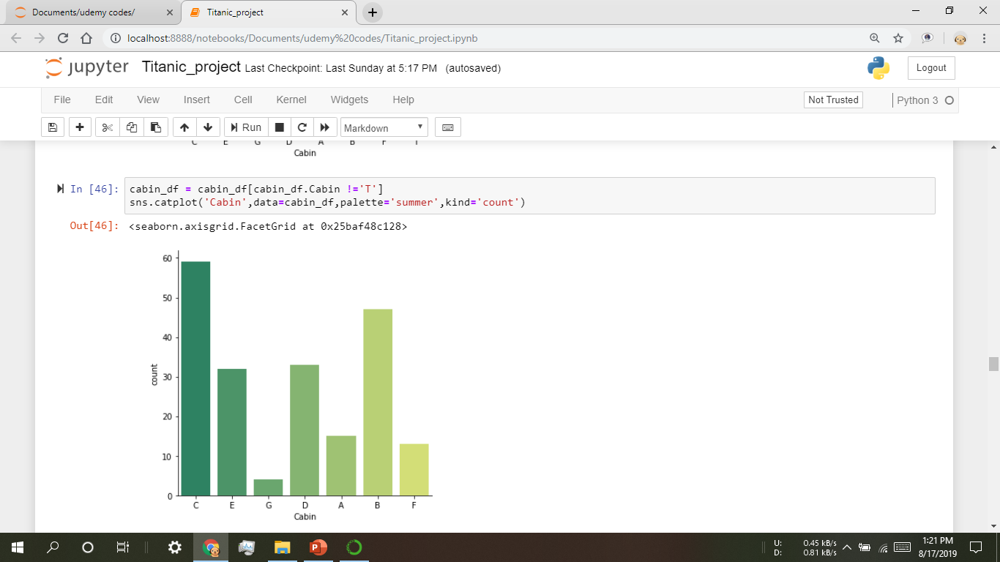 Documents/udemy codes/
Titanic_project
localhost:8888/notebooks/Documents/udemy%20codes/Titanic_project.ipynb
jupyter Titanic_project Last Checkpoint: Last Sunday at 5:17 PM (autosaved)
Logout
File Edit View Insert Cell Kernel Widgets Help
Not Trusted
Python 3
Run
Markdown
C E G D A B F T
Cabin
In [46]:
cabin_df = cabin_df[cabin_df.Cabin !='T']
sns.catplot('Cabin',data=cabin_df,palette='summer',kind='count')
Out[46]:
<seaborn.axisgrid.FacetGrid at 0x25baf48c128>
60
50
40
30
20
10
0
count
C E G D A B F
Cabin
U: 0.45 kB/s
D: 0.81 kB/s
1:21 PM
8/17/2019